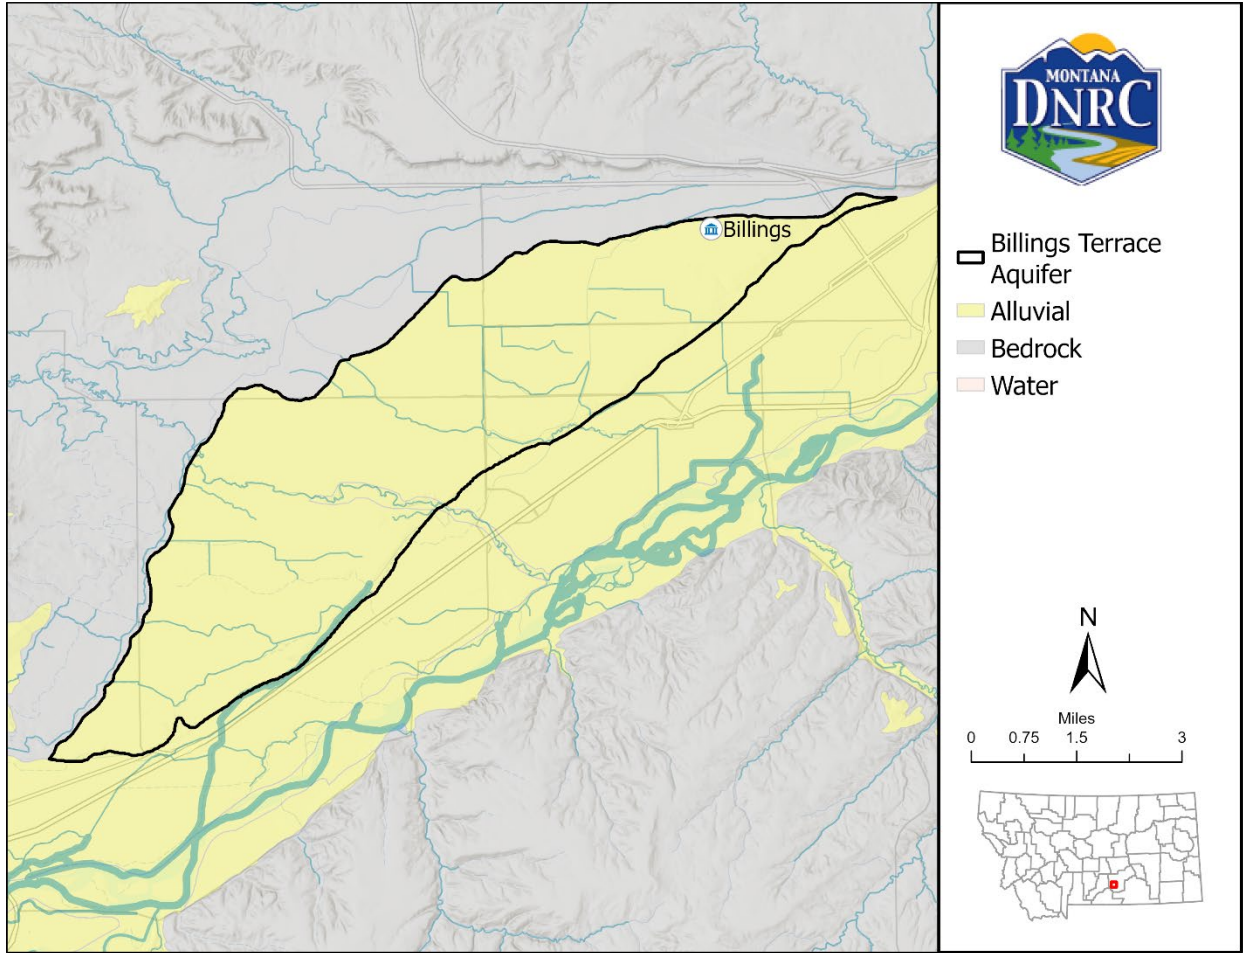 Billings
MONTANA
DNRC
Billings Terrace
Aquifer
Alluvial
Bedrock
Water
N
Miles
0 0.75 1.5 3